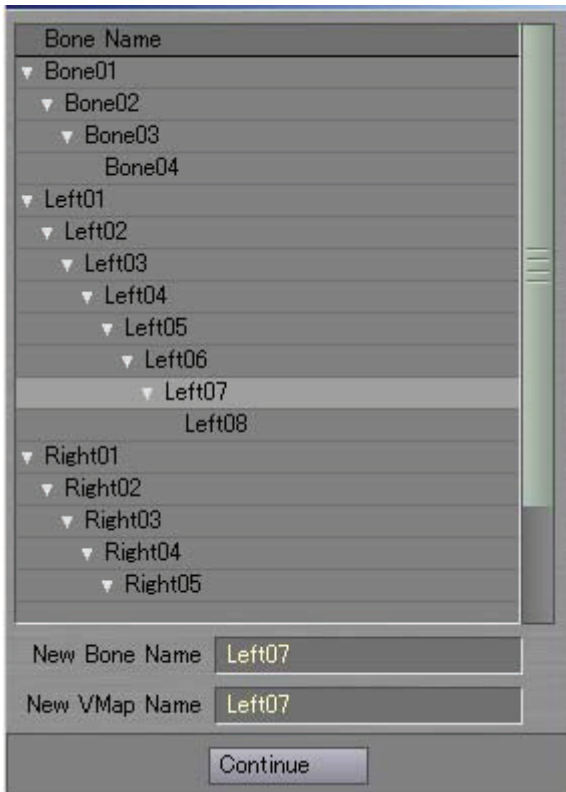 Bone Name
Bone01
Bone02
Bone03
Bone04
Left01
Left02
Left03
Left04
Left05
Left06
Left07
Left08
Right01
Right02
Right03
Right04
Right05
New Bone Name Left07
New VMap Name Left07
Continue